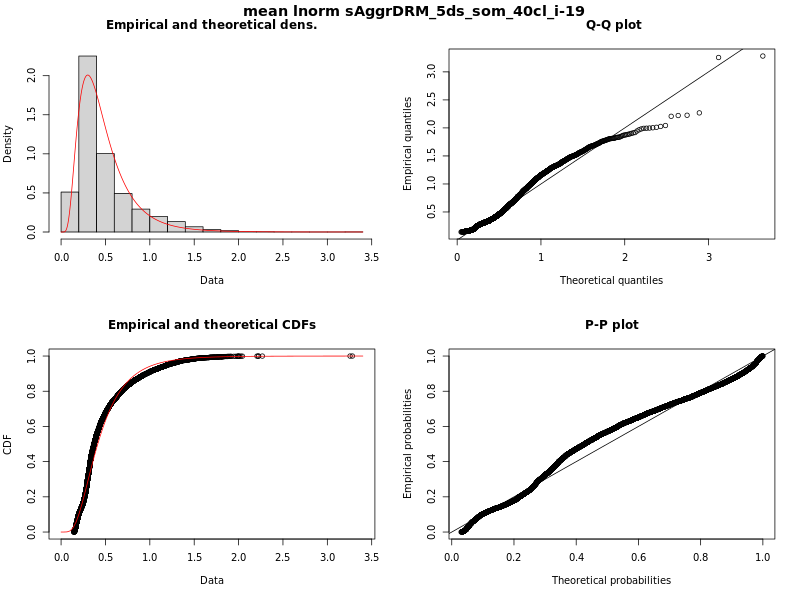 mean lnorm sAggrDRM_5ds_som_40cl_i-19
Empirical and theoretical dens.
Density
0.0 0.5 1.0 1.5 2.0
0.0 0.5 1.0 1.5 2.0 2.5 3.0 3.5
Data
Q-Q plot
Empirical quantiles
0.5 1.0 1.5 2.0 2.5 3.0
0 1 2 3
Theoretical quantiles
Empirical and theoretical CDFs
CDF
0.0 0.2 0.4 0.6 0.8 1.0
0.0 0.5 1.0 1.5 2.0 2.5 3.0 3.5
Data
P-P plot
Empirical probabilities
0.0 0.2 0.4 0.6 0.8 1.0
0.0 0.2 0.4 0.6 0.8 1.0
Theoretical probabilities